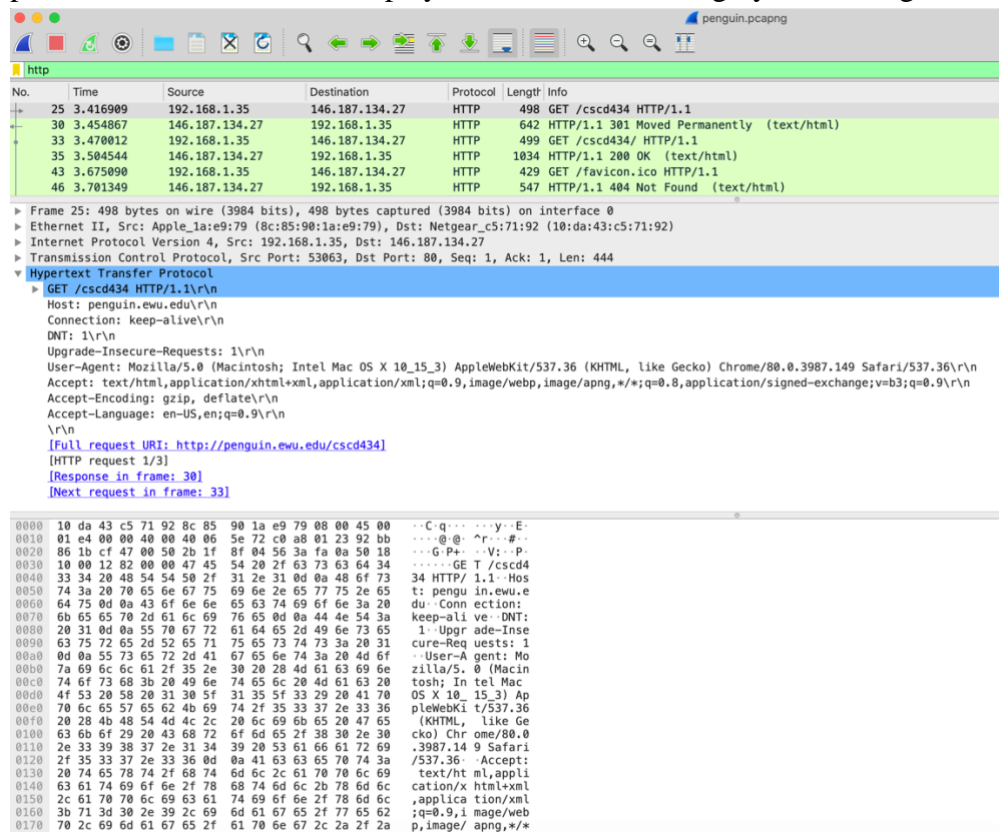 penguin.pcapng
http
No. Time Source Destination Protocol Length Info
25 3.416909 192.168.1.35 146.187.134.27 HTTP 498 GET /cscd434 HTTP/1.1
30 3.454867 146.187.134.27 192.168.1.35 HTTP 642 HTTP/1.1 301 Moved Permanently (text/html)
33 3.470012 192.168.1.35 146.187.134.27 HTTP 499 GET /cscd434/ HTTP/1.1
35 3.504544 146.187.134.27 192.168.1.35 HTTP 1034 HTTP/1.1 200 OK (text/html)
43 3.675090 192.168.1.35 146.187.134.27 HTTP 429 GET /favicon.ico HTTP/1.1
46 3.701349 146.187.134.27 192.168.1.35 HTTP 547 HTTP/1.1 404 Not Found (text/html)
Frame 25: 498 bytes on wire (3984 bits), 498 bytes captured (3984 bits) on interface 0
Ethernet II, Src: Apple_1a:e9:79 (8c:85:90:1a:e9:79), Dst: Netgear_c5:71:92 (10:da:43:c5:71:92)
Internet Protocol Version 4, Src: 192.168.1.35, Dst: 146.187.134.27
Transmission Control Protocol, Src Port: 53063, Dst Port: 80, Seq: 1, Ack: 1, Len: 444
Hypertext Transfer Protocol
GET /cscd434 HTTP/1.1\r\n
Host: penguin.ewu.edu\r\n
Connection: keep-alive\r\n
DNT: 1\r\n
Upgrade-Insecure-Requests: 1\r\n
User-Agent: Mozilla/5.0 (Macintosh; Intel Mac OS X 10_15_3) AppleWebKit/537.36 (KHTML, like Gecko) Chrome/80.0.3987.149 Safari/537.36\r\n
Accept: text/html,application/xhtml+xml,application/xml;q=0.9,image/webp,image/apng,*/*;q=0.8,application/signed-exchange;v=b3;q=0.9\r\n
Accept-Encoding: gzip, deflate\r\n
Accept-Language: en-US,en;q=0.9\r\n
\r\n
[Full request URI: http://penguin.ewu.edu/cscd434]
[HTTP request 1/3]
[Response in frame: 30]
[Next request in frame: 33]
0000 10 da 43 c5 71 92 8c 85 90 1a e9 79 08 00 45 00 ··C·q··· ···y··E·
0010 01 e4 00 00 40 00 40 06 5e 72 c0 a8 01 23 92 bb ····@·@· ^r···#··
0020 86 1b cf 47 00 50 2b 1f 8f 04 56 3a fa 0a 50 18 ···G·P+· ··V:··P·
0030 10 00 12 82 00 00 47 45 54 20 2f 63 73 63 64 34 ······GE T /cscd4
0040 33 34 20 48 54 54 50 2f 31 2e 31 0d 0a 48 6f 73 34 HTTP/ 1.1··Hos
0050 74 3a 20 70 65 6e 67 75 69 6e 2e 65 77 75 2e 65 t: pengu in.ewu.e
0060 64 75 0d 0a 43 6f 6e 6e 65 63 74 69 6f 6e 3a 20 du··Conn ection:
0070 6b 65 65 70 2d 61 6c 69 76 65 0d 0a 44 4e 54 3a keep-ali ve··DNT:
0080 20 31 0d 0a 55 70 67 72 61 64 65 2d 49 6e 73 65 1··Upgr ade-Inse
0090 63 75 72 65 2d 52 65 71 75 65 73 74 73 3a 20 31 cure-Req uests: 1
00a0 0d 0a 55 73 65 72 2d 41 67 65 6e 74 3a 20 4d 6f ··User-A gent: Mo
00b0 7a 69 6c 6c 61 2f 35 2e 30 20 28 4d 61 63 69 6e zilla/5. 0 (Macin
00c0 74 6f 73 68 3b 20 49 6e 74 65 6c 20 4d 61 63 20 tosh; In tel Mac
00d0 4f 53 20 58 20 31 30 5f 31 35 5f 33 29 20 41 70 OS X 10_ 15_3) Ap
00e0 70 6c 65 57 65 62 4b 69 74 2f 35 33 37 2e 33 36 pleWebKi t/537.36
00f0 20 28 4b 48 54 4d 4c 2c 20 6c 69 6b 65 20 47 65 (KHTML, like Ge
0100 63 6b 6f 29 20 43 68 72 6f 6d 65 2f 38 30 2e 30 cko) Chr ome/80.0
0110 2e 33 39 38 37 2e 31 34 39 20 53 61 66 61 72 69 .3987.14 9 Safari
0120 2f 35 33 37 2e 33 36 0d 0a 41 63 63 65 70 74 3a /537.36· ·Accept:
0130 20 74 65 78 74 2f 68 74 6d 6c 2c 61 70 70 6c 69 text/ht ml,appli
0140 63 61 74 69 6f 6e 2f 78 68 74 6d 6c 2b 78 6d 6c cation/x html+xml
0150 2c 61 70 70 6c 69 63 61 74 69 6f 6e 2f 78 6d 6c ,applica tion/xml
0160 3b 71 3d 30 2e 39 2c 69 6d 61 67 65 2f 77 65 62 ;q=0.9,i mage/web
0170 70 2c 69 6d 61 67 65 2f 61 70 6e 67 2c 2a 2f 2a p,image/ apng,*/*